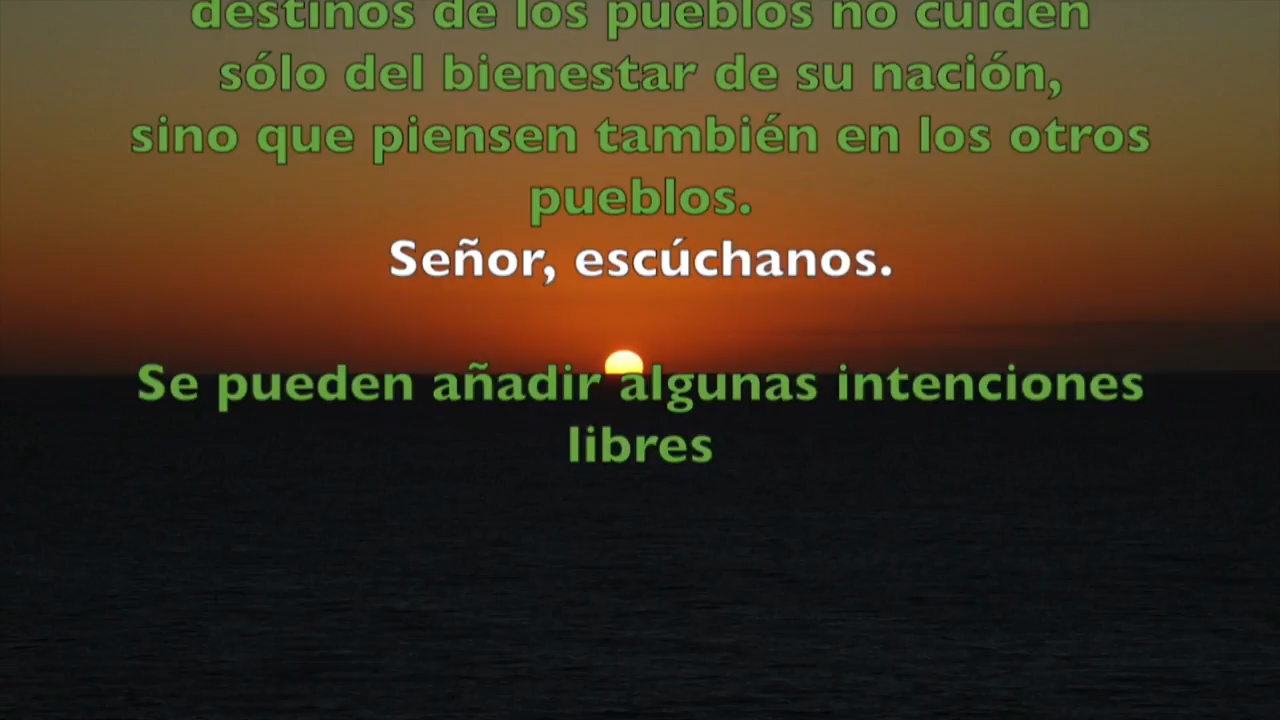 destinos de los pueblos no cuiden
sólo del bienestar de su nación,
sino que piensen también en los otros
pueblos.
Señor, escúchanos.
Se pueden añadir algunas intenciones
libres